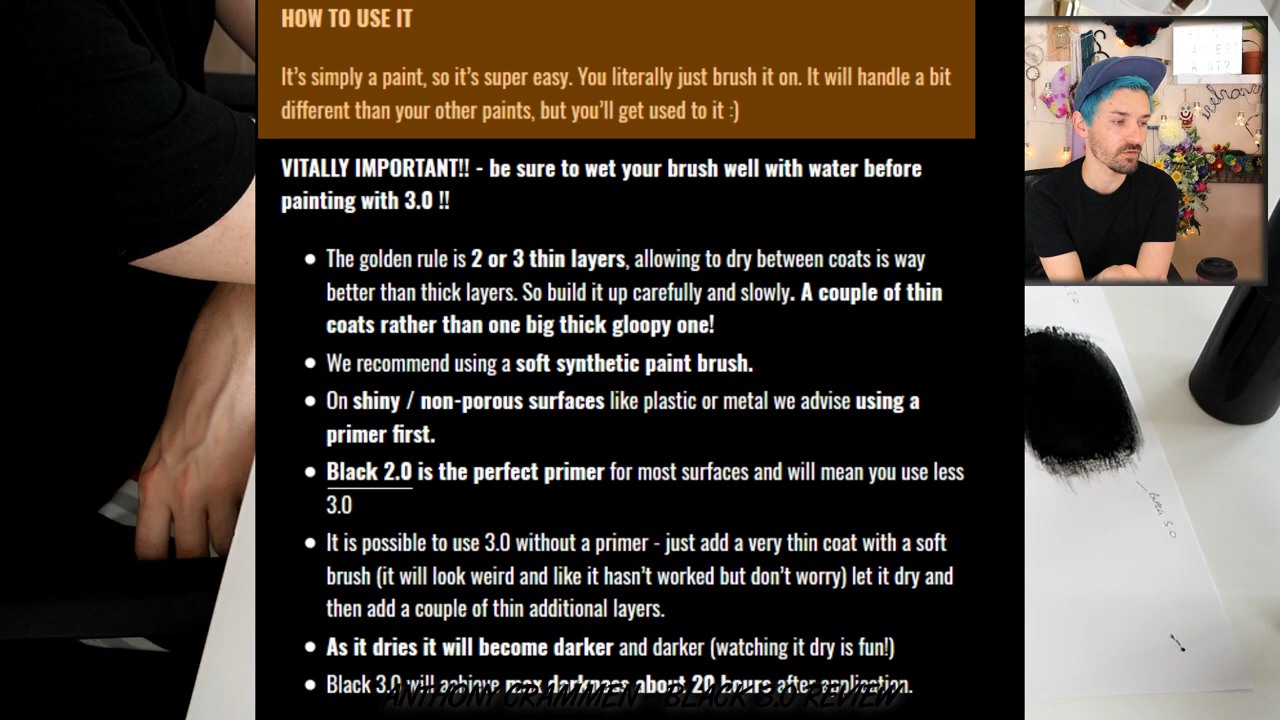 HOW TO USE IT
It’s simply a paint, so it’s super easy. You literally just brush it on. It will handle a bit
different than your other paints, but you’ll get used to it :)
VITALLY IMPORTANT!! - be sure to wet your brush well with water before
painting with 3.0 !!
The golden rule is 2 or 3 thin layers, allowing to dry between coats is way
better than thick layers. So build it up carefully and slowly. A couple of thin
coats rather than one big thick gloopy one!
We recommend using a soft synthetic paint brush.
On shiny / non-porous surfaces like plastic or metal we advise using a
primer first.
Black 2.0 is the perfect primer for most surfaces and will mean you use less
3.0
It is possible to use 3.0 without a primer - just add a very thin coat with a soft
brush (it will look weird and like it hasn’t worked but don’t worry) let it dry and
then add a couple of thin additional layers.
As it dries it will become darker and darker (watching it dry is fun!)
Black 3.0 will achieve max darkness about 20 hours after application.
ANTHONY CRAMMEN - BLACK 3.0 REVIEW
Black 3.0